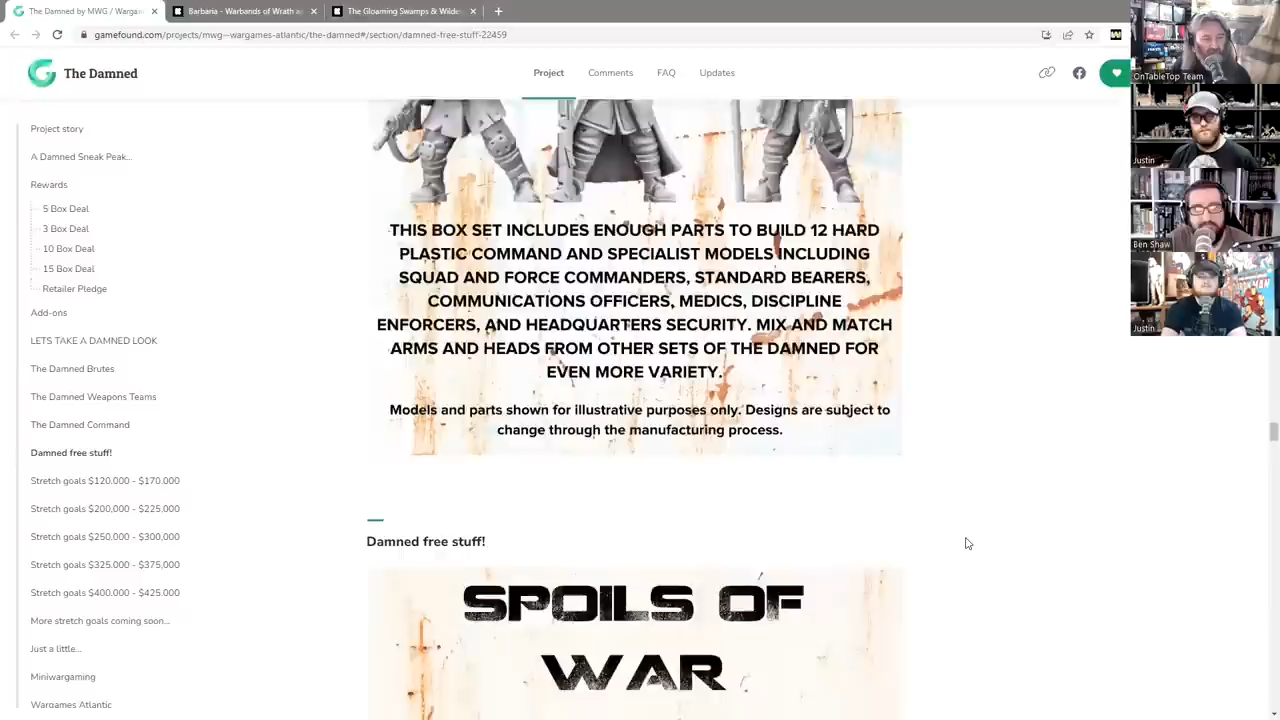 The Damned by MWG / Wargam
Barbaria - Warbands of Wrath ag
The Gloaming Swamps & Wilde
gamefound.com/projects/mwg--wargames-atlantic/the-damned#/section/damned-free-stuff-22459
The Damned
Project
Comments
FAQ
Updates
OnTableTop Team
Justin
Ben Shaw
Justin
Project story
A Damned Sneak Peak...
Rewards
5 Box Deal
3 Box Deal
10 Box Deal
15 Box Deal
Retailer Pledge
Add-ons
LETS TAKE A DAMNED LOOK
The Damned Brutes
The Damned Weapons Teams
The Damned Command
Damned free stuff!
Stretch goals $120.000 - $170.000
Stretch goals $200,000 - $225,000
Stretch goals $250,000 - $300,000
Stretch goals $325.000 - $375,000
Stretch goals $400.000 - $425.000
More stretch goals coming soon...
Just a little...
Miniwargaming
Wargames Atlantic
THIS BOX SET INCLUDES ENOUGH PARTS TO BUILD 12 HARD
PLASTIC COMMAND AND SPECIALIST MODELS INCLUDING
SQUAD AND FORCE COMMANDERS, STANDARD BEARERS,
COMMUNICATIONS OFFICERS, MEDICS, DISCIPLINE
ENFORCERS, AND HEADQUARTERS SECURITY. MIX AND MATCH
ARMS AND HEADS FROM OTHER SETS OF THE DAMNED FOR
EVEN MORE VARIETY.
Models and parts shown for illustrative purposes only. Designs are subject to
change through the manufacturing process.
Damned free stuff!
SPOILS OF
WAR